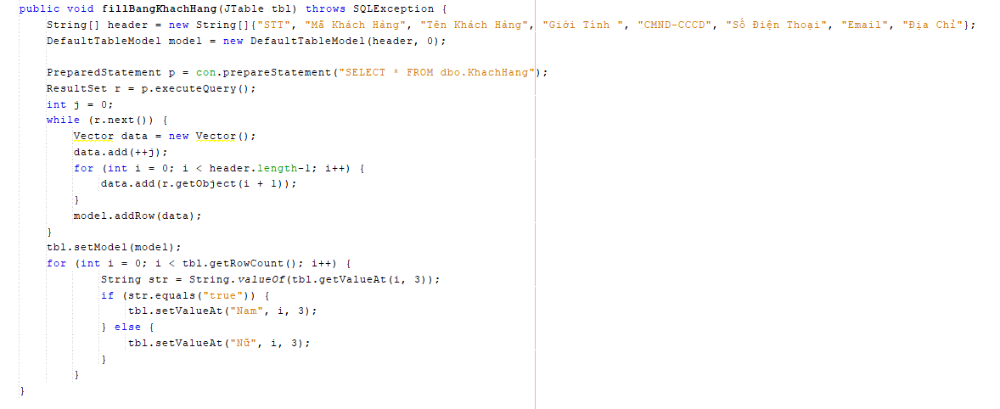 public void fillBangKhachHang(JTable tbl) throws SQLException {
String[] header = new String[]{"STT", "Mã Khách Hàng", "Tên Khách Hàng", "Giới Tính ", "CMND-CCCD", "Số Điện Thoại", "Email", "Địa Chỉ"};
DefaultTableModel model = new DefaultTableModel(header, 0);
PreparedStatement p = con.prepareStatement("SELECT * FROM dbo.KhachHang");
ResultSet r = p.executeQuery();
int j = 0;
while (r.next()) {
Vector data = new Vector();
data.add(++j);
for (int i = 0; i < header.length-1; i++) {
data.add(r.getObject(i + 1));
}
model.addRow(data);
}
tbl.setModel(model);
for (int i = 0; i < tbl.getRowCount(); i++) {
String str = String.valueOf(tbl.getValueAt(i, 3));
if (str.equals("true")) {
tbl.setValueAt("Nam", i, 3);
} else {
tbl.setValueAt("Nữ", i, 3);
}
}
}